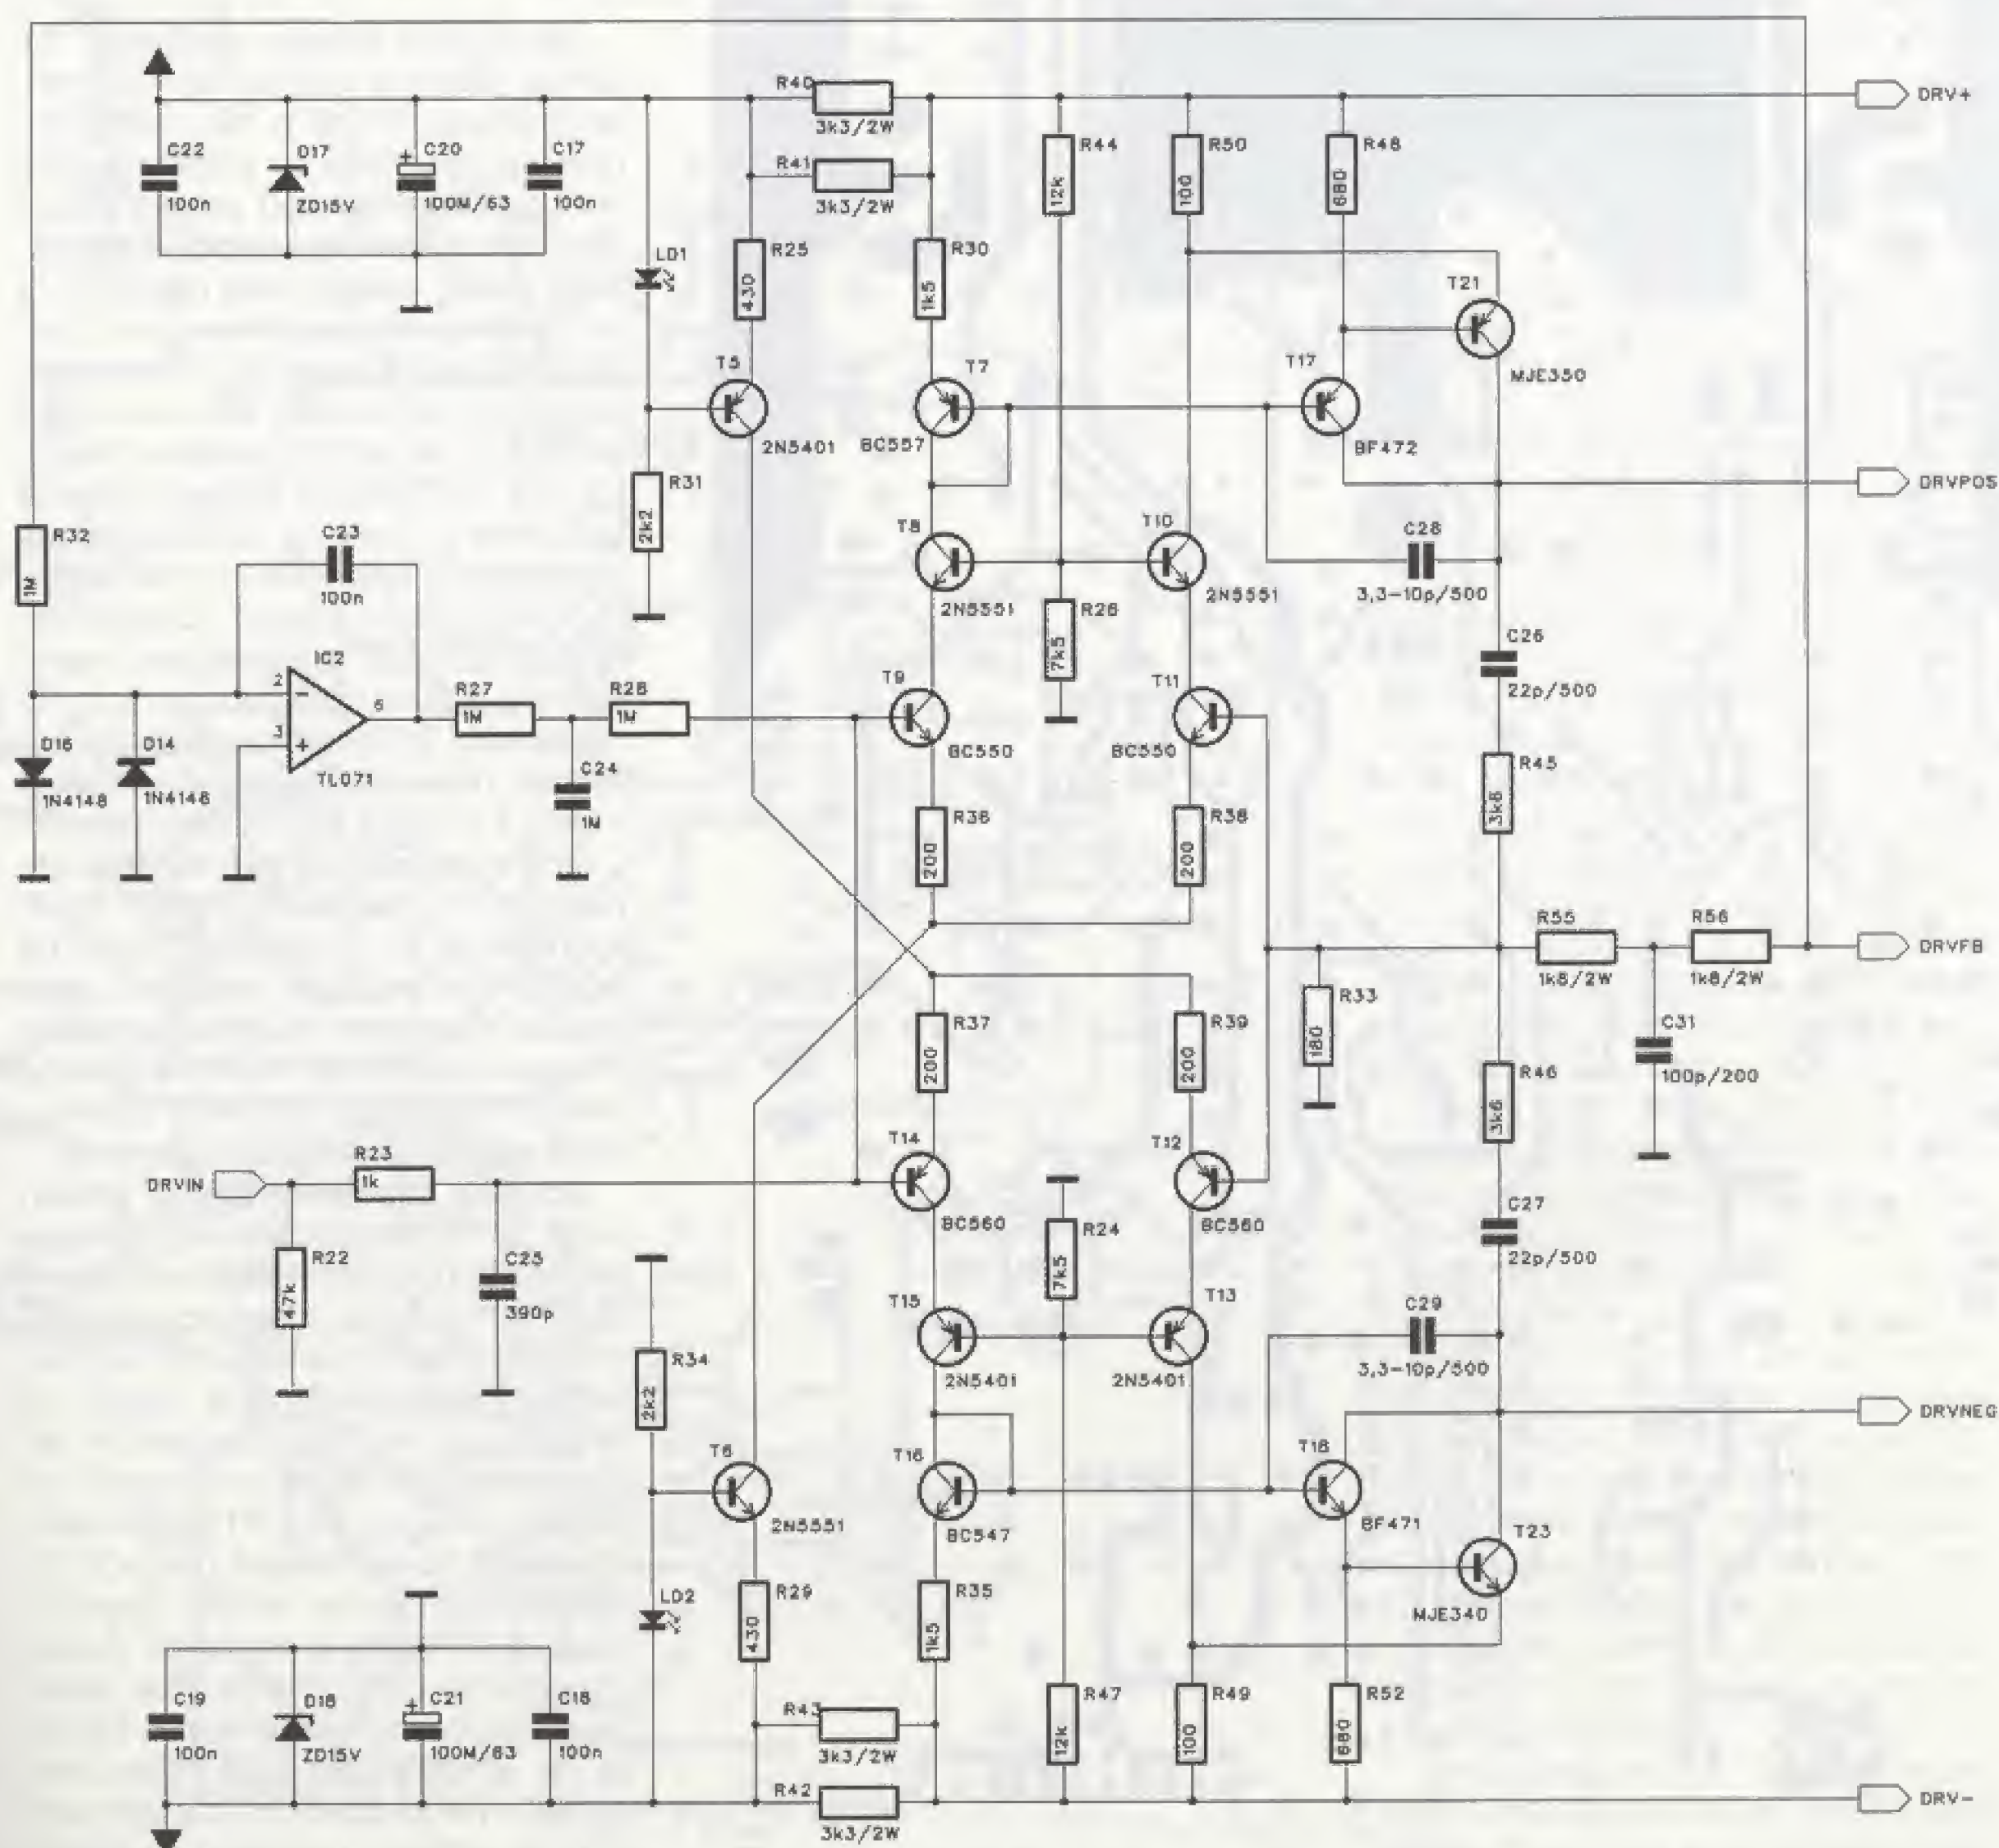 R40
3k3/2W
DRV+
C22
100n
D17
ZD15V
C20
+
100M/63
C17
100n
R41
3k3/2W
R44
12k
R50
100
R48
680
LD1
R25
430
R30
1k5
T21
MJE350
T5
2N5401
T7
BC557
T17
BF472
R31
2k2
DRVPOS
R32
1M
C23
100n
T8
2N5551
T10
2N5551
C28
3,3-10p/500
R26
7k5
C26
22p/500
IC2
2
-
3
+
6
TL071
R27
1M
R28
1M
T9
BC550
T11
BC550
D16
1N4148
D14
1N4148
C24
1M
R45
3k6
R36
200
R38
200
R55
1k8/2W
R56
1k8/2W
DRVFB
R37
200
R39
200
R33
180
C31
100p/200
R46
3k6
DRVIN
R23
1k
T14
BC560
T12
BC560
R22
47k
C25
390p
R24
7k5
C27
22p/500
T15
2N5401
T13
2N5401
C29
3,3-10p/500
R34
2k2
DRVNEG
T6
2N5551
T16
BC547
T18
BF471
T23
MJE340
LD2
R29
430
R35
1k5
C19
100n
D18
ZD15V
C21
+
100M/63
C18
100n
R43
3k3/2W
R47
12k
R49
100
R52
680
R42
3k3/2W
DRV-